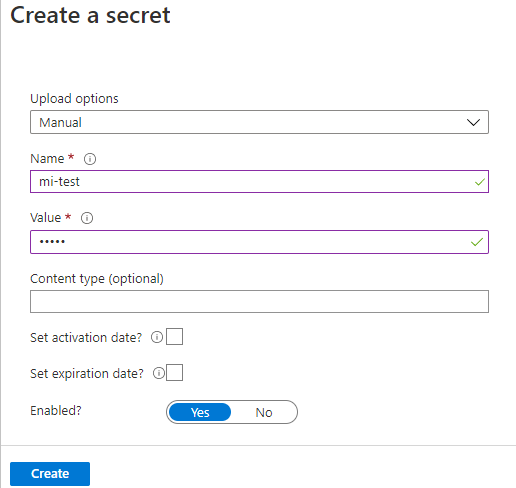 Create a secret
Upload options
Manual
Name *
mi-test
Value *
•••••
Content type (optional)
Set activation date?
Set expiration date?
Enabled?
Yes No
Create